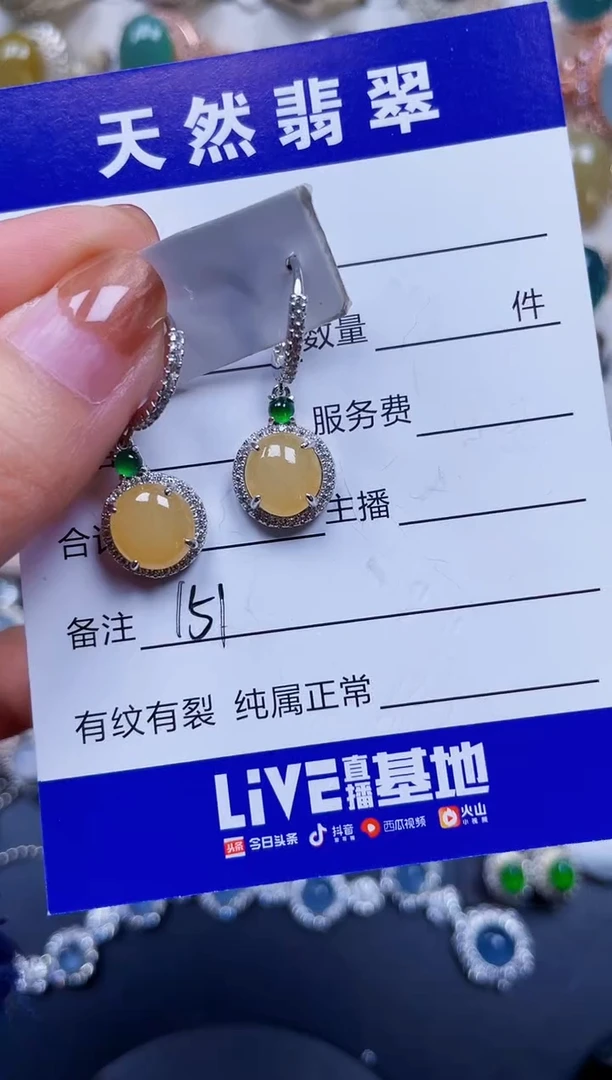 天然翡翠
件
数量
服务费
合计
主播
备注 151
有纹有裂 纯属正常
LiVE直播基地
头条 今日头条 抖音 西瓜视频 火山